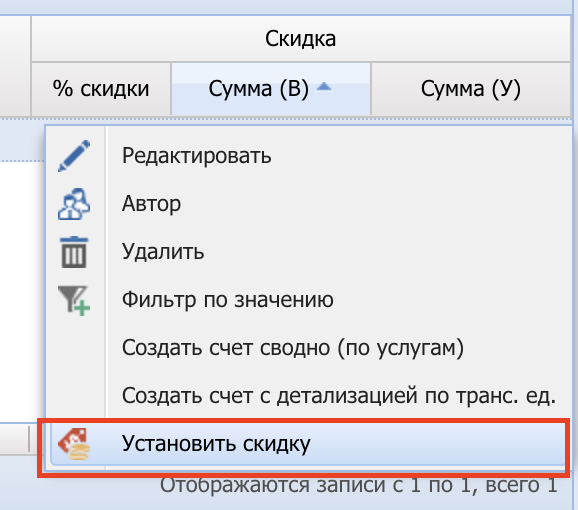 Скидка
% скидки
Сумма (В)
Сумма (У)
Редактировать
Автор
Удалить
Фильтр по значению
Создать счет сводно (по услугам)
Создать счет с детализацией по транс. ед.
Установить скидку
Отображаются записи с 1 по 1, всего 1